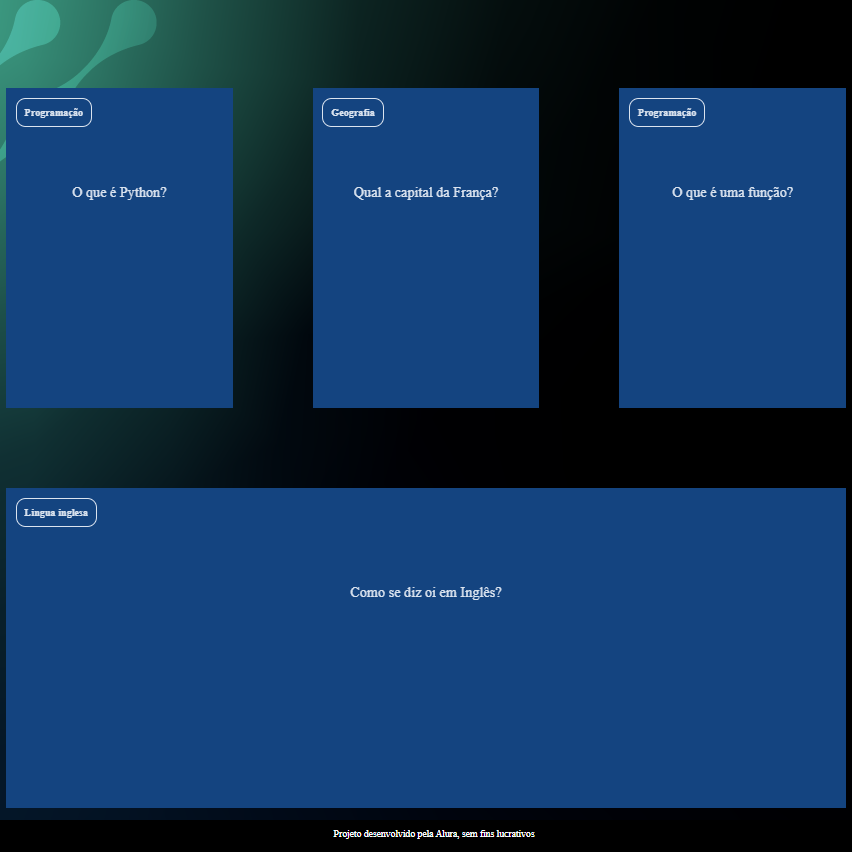 Programação
Geografia
Programação
O que é Python?
Qual a capital da França?
O que é uma função?
Língua inglesa
Como se diz oi em Inglês?
Projeto desenvolvido pela Alura, sem fins lucrativos